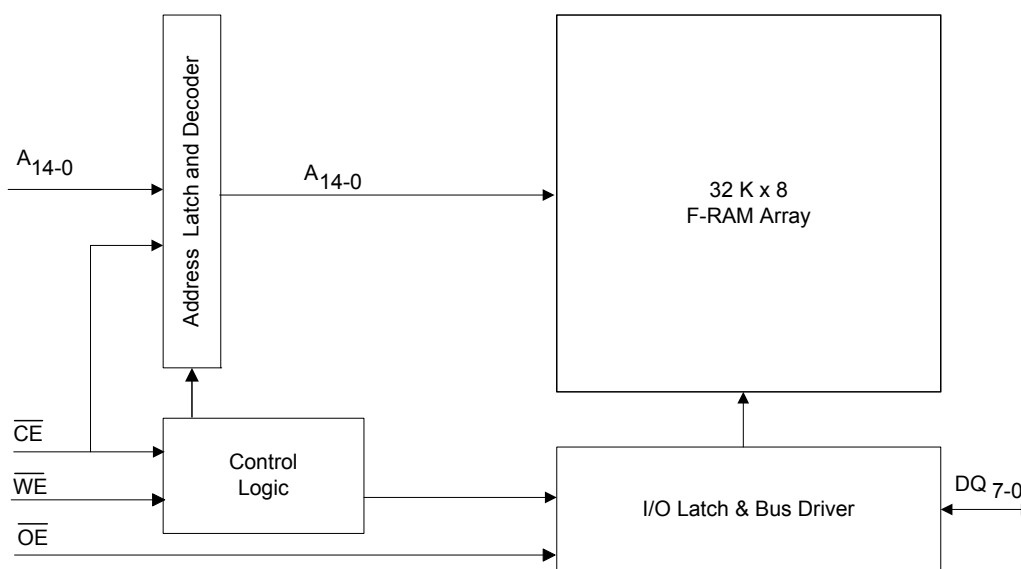 A14-0
Address Latch and Decoder
A14-0
32 K x 8
F-RAM Array
CE
WE
OE
Control
Logic
I/O Latch & Bus Driver
DQ 7-0